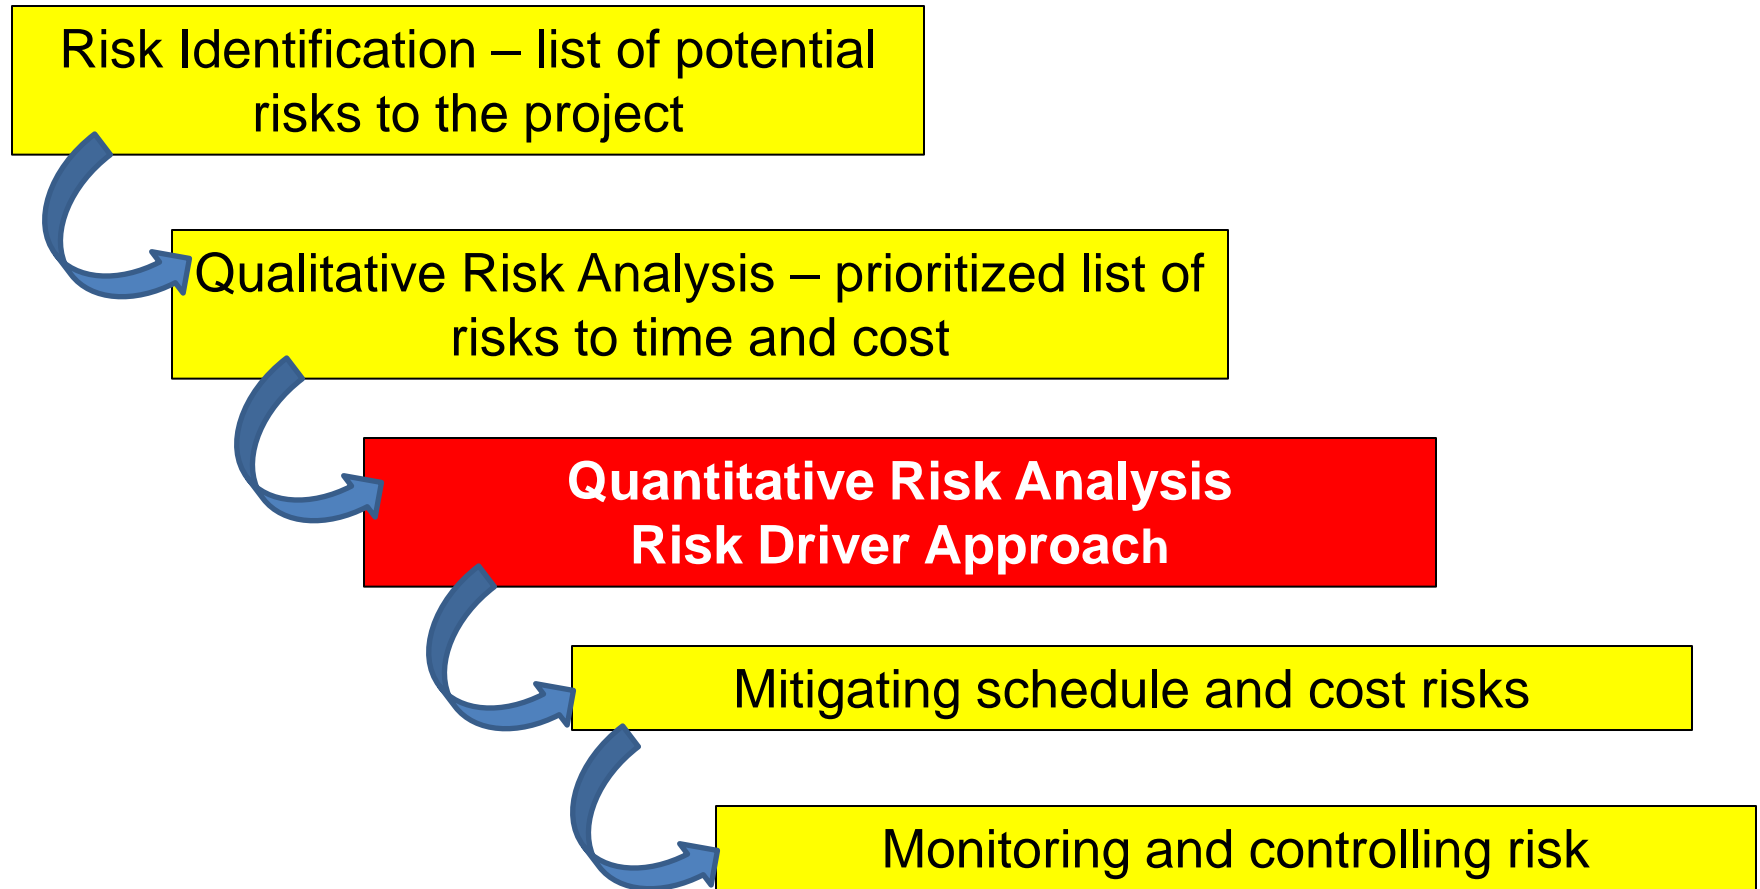 Risk Identification – list of potential
risks to the project
Qualitative Risk Analysis – prioritized list of
risks to time and cost
Quantitative Risk Analysis
Risk Driver Approach
Mitigating schedule and cost risks
Monitoring and controlling risk